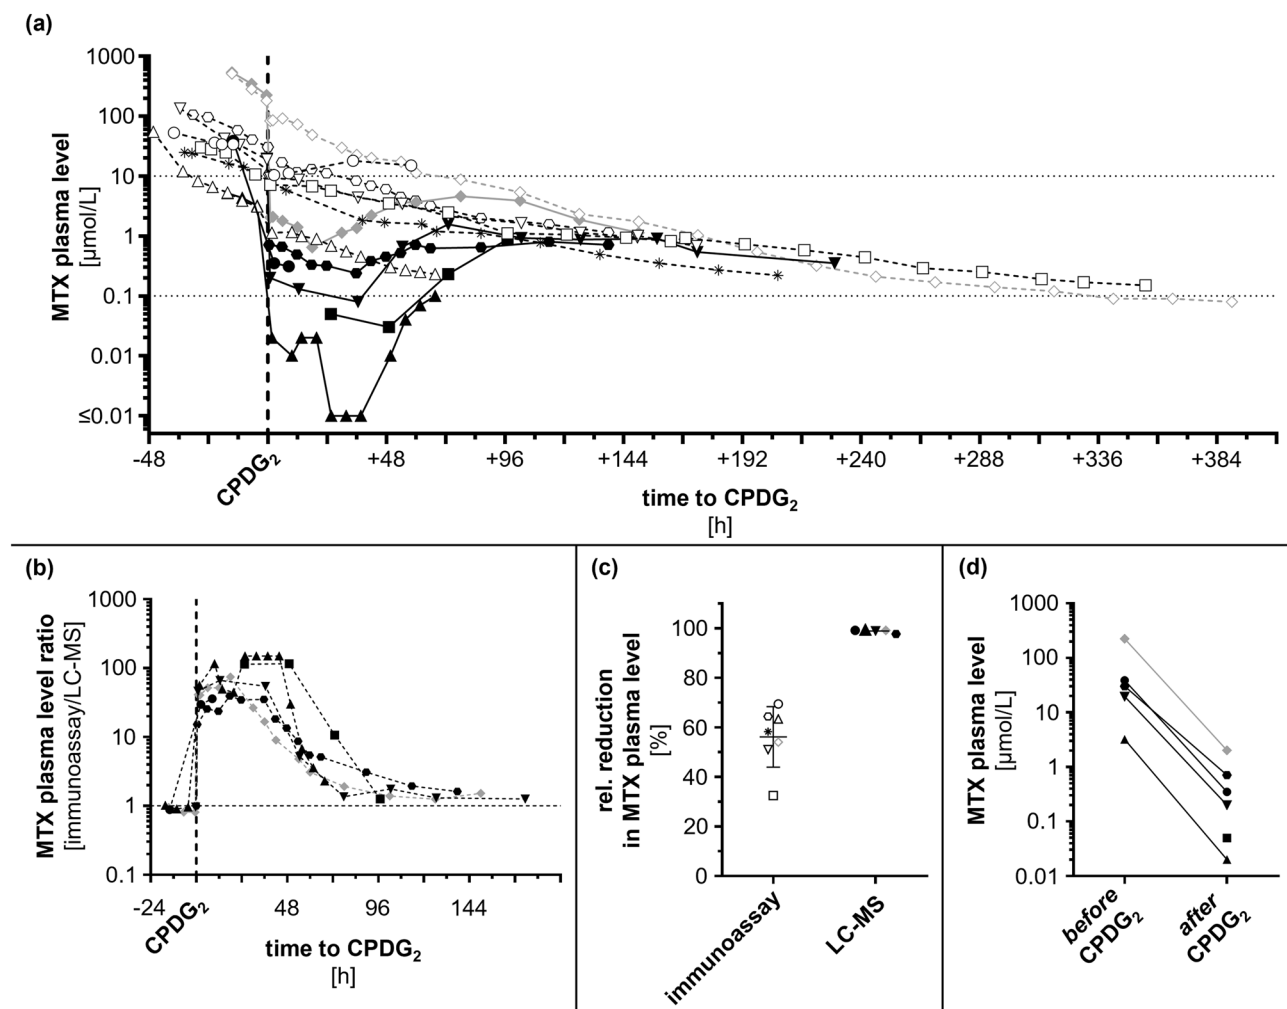 (a)
MTX plasma level
[µmol/L]
1000
100
10
1
0.1
0.01
≤0.01
-48
CPDG₂
+48
+96
+144
+192
+240
+288
+336
+384
time to CPDG₂
[h]
(b)
MTX plasma level ratio
[immunoassay/LC-MS]
1000
100
10
1
0.1
-24
CPDG₂
48
96
144
time to CPDG₂
[h]
(c)
rel. reduction
in MTX plasma level
[%]
100
80
60
40
20
0
immunoassay
LC-MS
(d)
MTX plasma level
[µmol/L]
1000
100
10
1
0.1
0.01
before
CPDG₂
after
CPDG₂